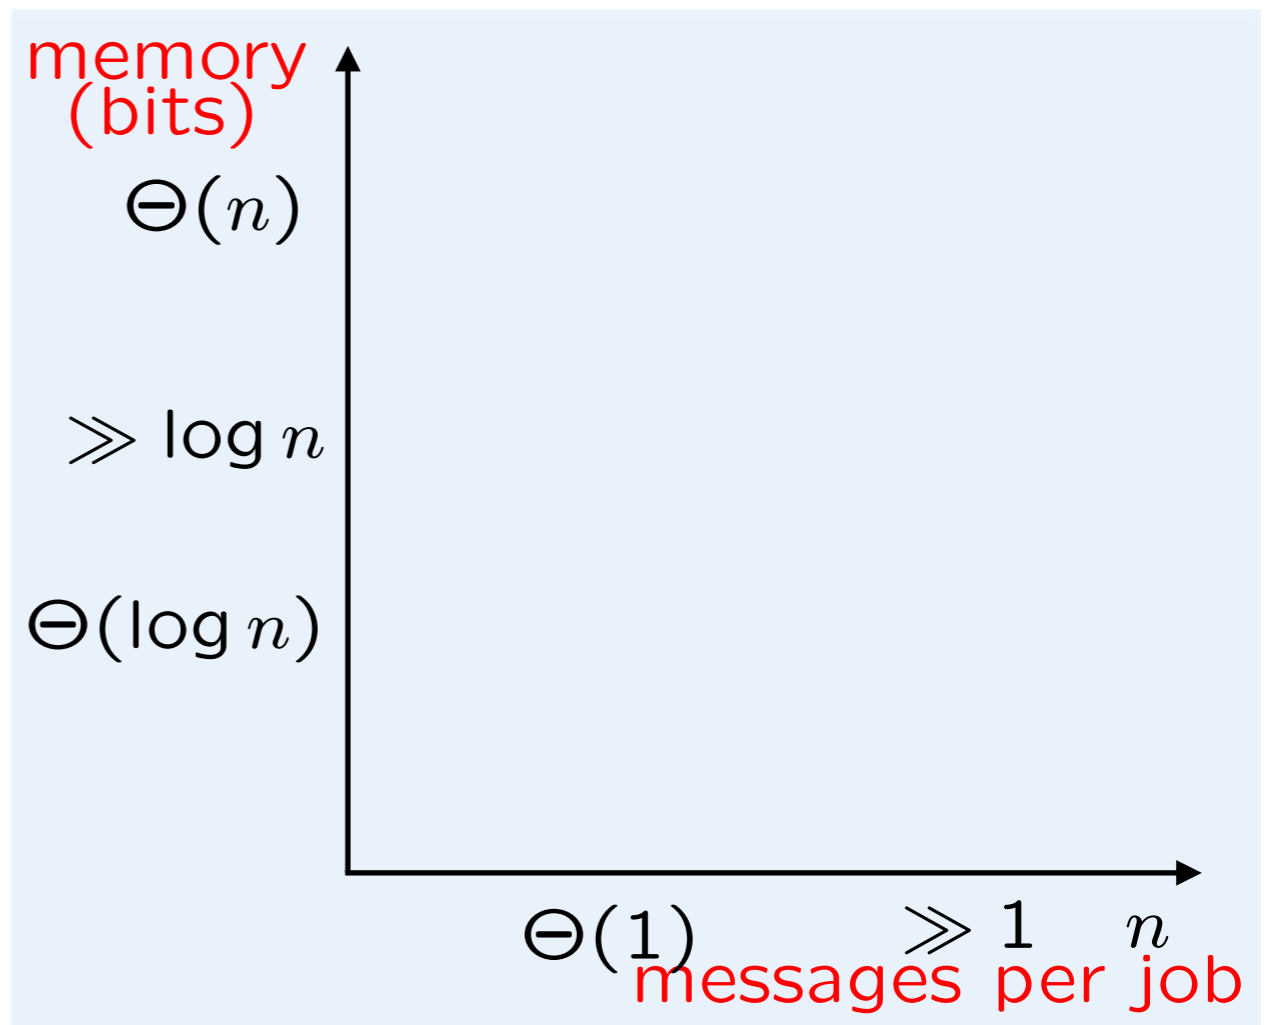 memory
(bits)
Θ(n)
≫ log n
Θ(log n)
Θ(1) ≫ 1 n
messages per job